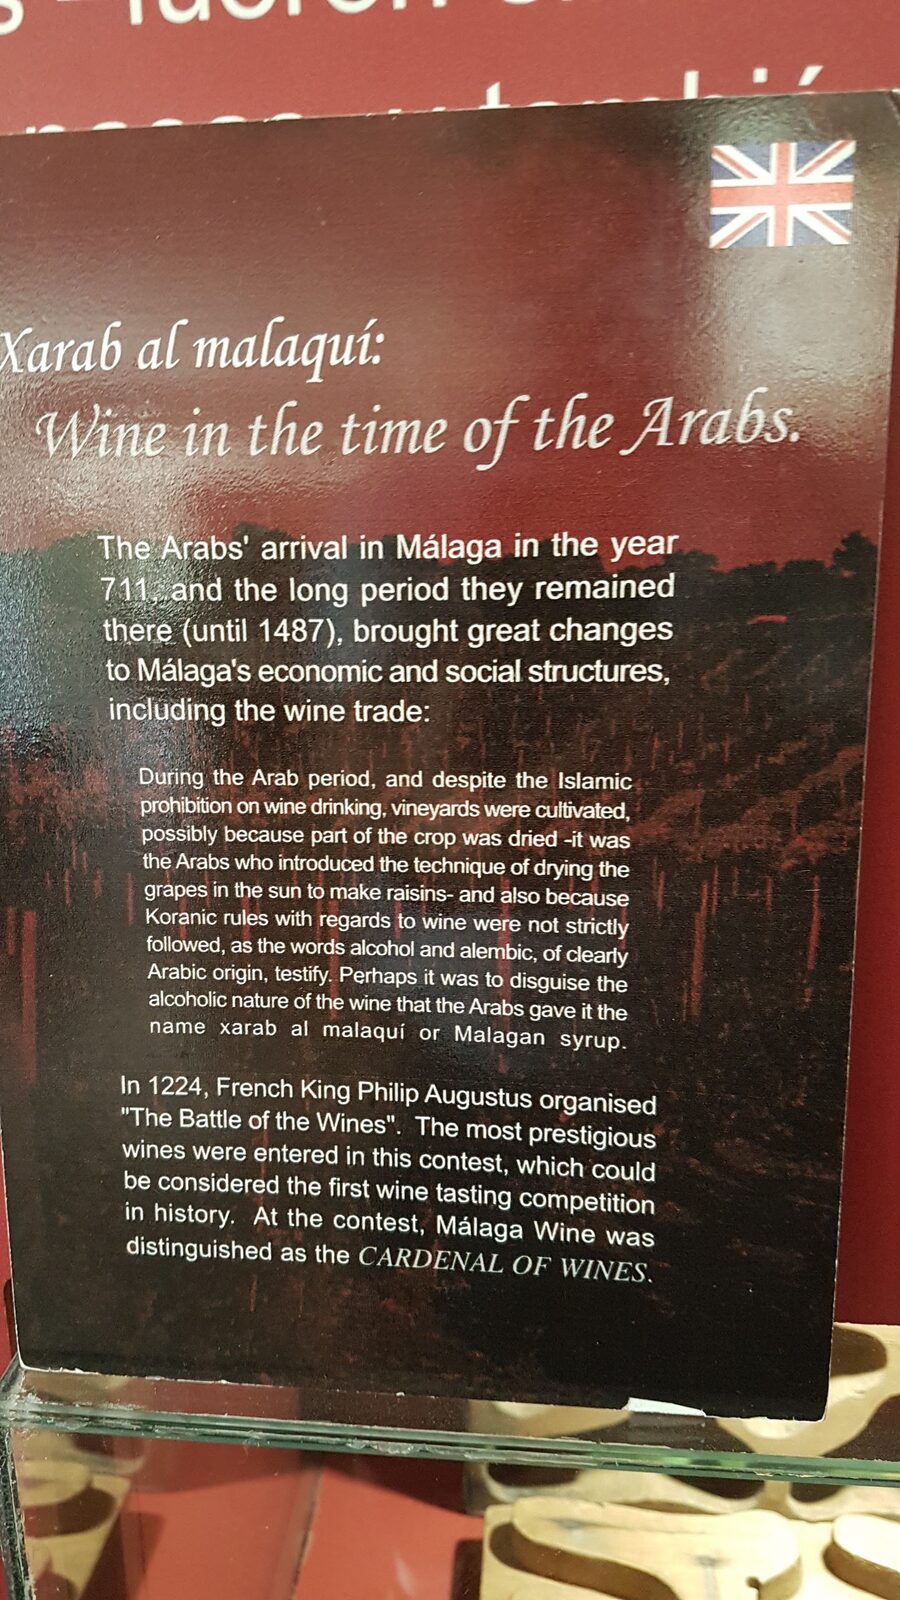 y también
Xarab al malaquí:
Wine in the time of the Arabs.
The Arabs' arrival in Málaga in the year
711, and the long period they remained
there (until 1487), brought great changes
to Málaga's economic and social structures,
including the wine trade:
During the Arab period, and despite the Islamic
prohibition on wine drinking, vineyards were cultivated,
possibly because part of the crop was dried -it was
the Arabs who introduced the technique of drying the
grapes in the sun to make raisins- and also because
Koranic rules with regards to wine were not strictly
followed, as the words alcohol and alembic, of clearly
Arabic origin, testify. Perhaps it was to disguise the
alcoholic nature of the wine that the Arabs gave it the
name xarab al malaquí or Malagan syrup.
In 1224, French King Philip Augustus organised
"The Battle of the Wines". The most prestigious
wines were entered in this contest, which could
be considered the first wine tasting competition
in history. At the contest, Málaga Wine was
distinguished as the CARDENAL OF WINES.